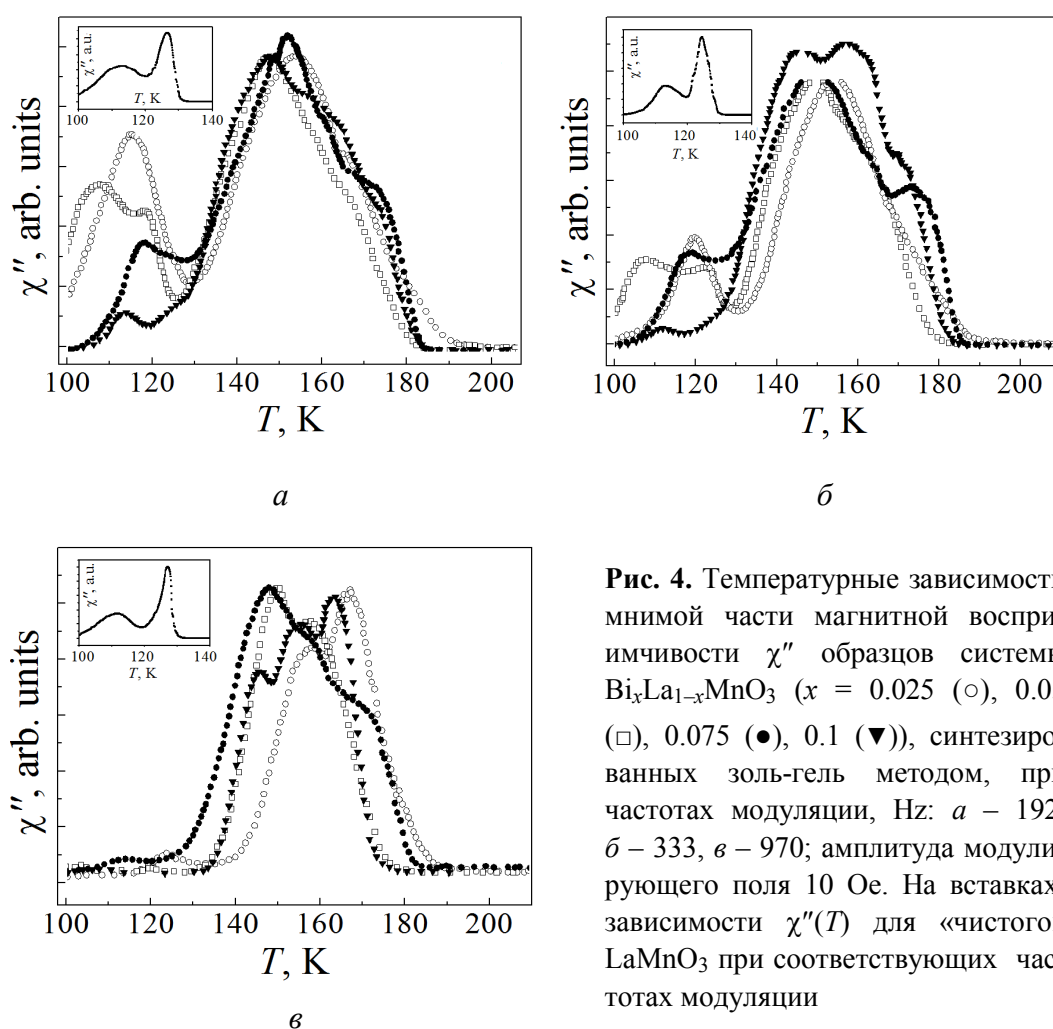 χ″, a.u.
100 120 140
T, K
χ″, arb. units
100 120 140 160 180 200
T, K
а
χ″, a.u.
100 120 140
T, K
χ″, arb. units
100 120 140 160 180 200
T, K
б
χ″, a.u.
100 120 140
T, K
χ″, arb. units
100 120 140 160 180 200
T, K
в
Рис. 4. Температурные зависимост
мнимой части магнитной воспри
имчивости χ″ образцов систем
BixLa1–xMnO3 (x = 0.025 (○), 0.0
(□), 0.075 (●), 0.1 (▼)), синтезиро
ванных золь-гель методом, пр
частотах модуляции, Hz: а – 192
б – 333, в – 970; амплитуда модули
рующего поля 10 Oe. На вставках
зависимости χ″(T) для «чистого
LaMnO3 при соответствующих час
тотах модуляции